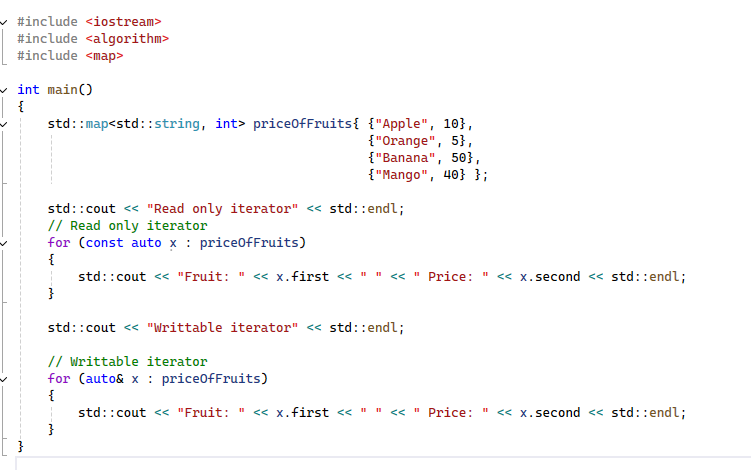 #include <iostream>
#include <algorithm>
#include <map>
int main()
{
    std::map<std::string, int> priceOfFruits{ {"Apple", 10},
                                              {"Orange", 5},
                                              {"Banana", 50},
                                              {"Mango", 40} };
    std::cout << "Read only iterator" << std::endl;
    // Read only iterator
    for (const auto x : priceOfFruits)
    {
        std::cout << "Fruit: " << x.first << " " << " Price: " << x.second << std::endl;
    }
    std::cout << "Writtable iterator" << std::endl;
    // Writtable iterator
    for (auto& x : priceOfFruits)
    {
        std::cout << "Fruit: " << x.first << " " << " Price: " << x.second << std::endl;
    }
}